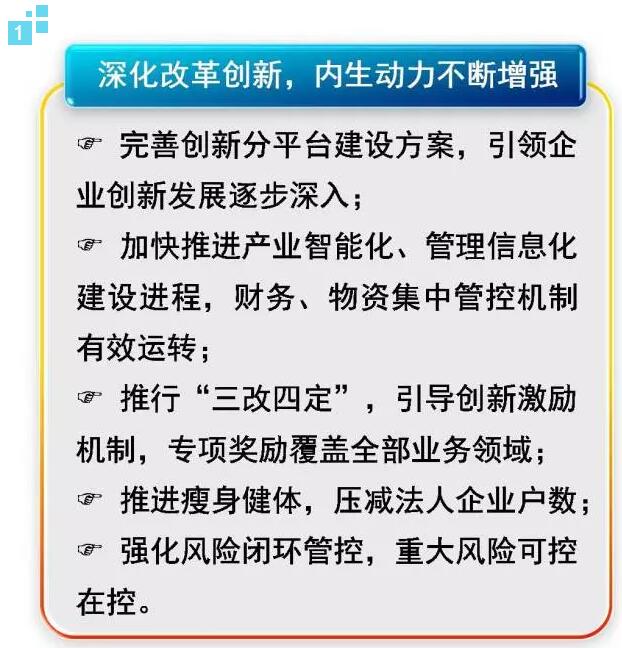 1
深化改革创新，内生动力不断增强
☞ 完善创新分平台建设方案，引领企
业创新发展逐步深入；
☞ 加快推进产业智能化、管理信息化
建设进程，财务、物资集中管控机制
有效运转；
☞ 推行“三改四定”，引导创新激励
机制，专项奖励覆盖全部业务领域；
☞ 推进瘦身健体，压减法人企业户数；
☞ 强化风险闭环管控，重大风险可控
在控。